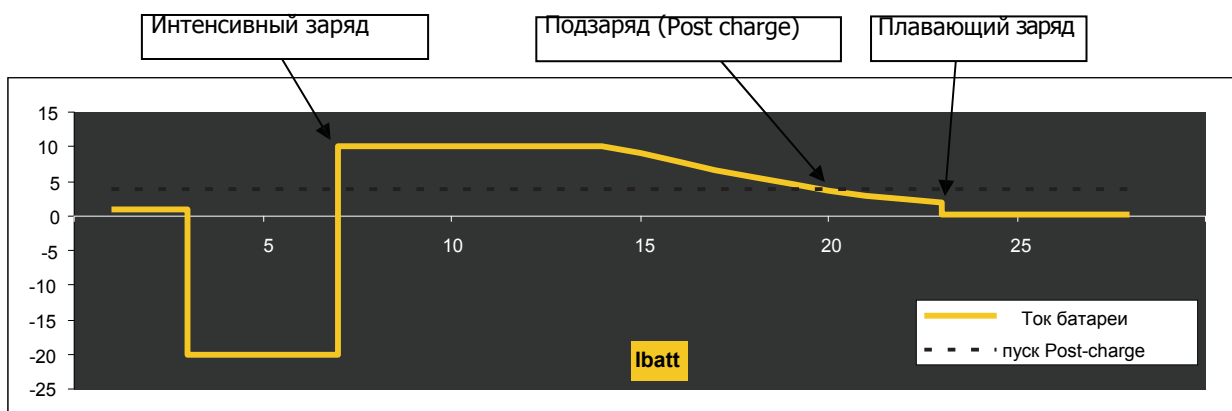 Интенсивный заряд
Подзаряд (Post charge)
Плавающий заряд
15
10
5
0
-5
-10
-15
-20
-25
5
10
15
20
25
Ibatt
Ток батареи
пуск Post-charge